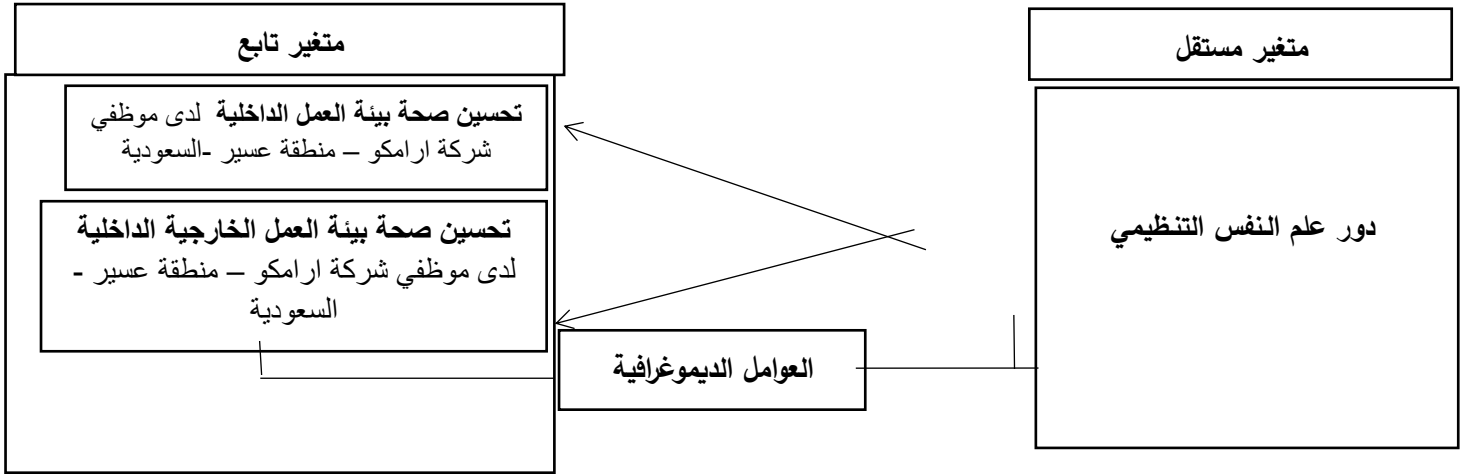 متغير مستقل
متغير تابع
دور علم النفس التنظيمي
تحسين صحة بيئة العمل الداخلية لدى موظفي
شركة ارامكو – منطقة عسير -السعودية
تحسين صحة بيئة العمل الخارجية الداخلية
لدى موظفي شركة ارامكو – منطقة عسير -
السعودية
العوامل الديموغرافية